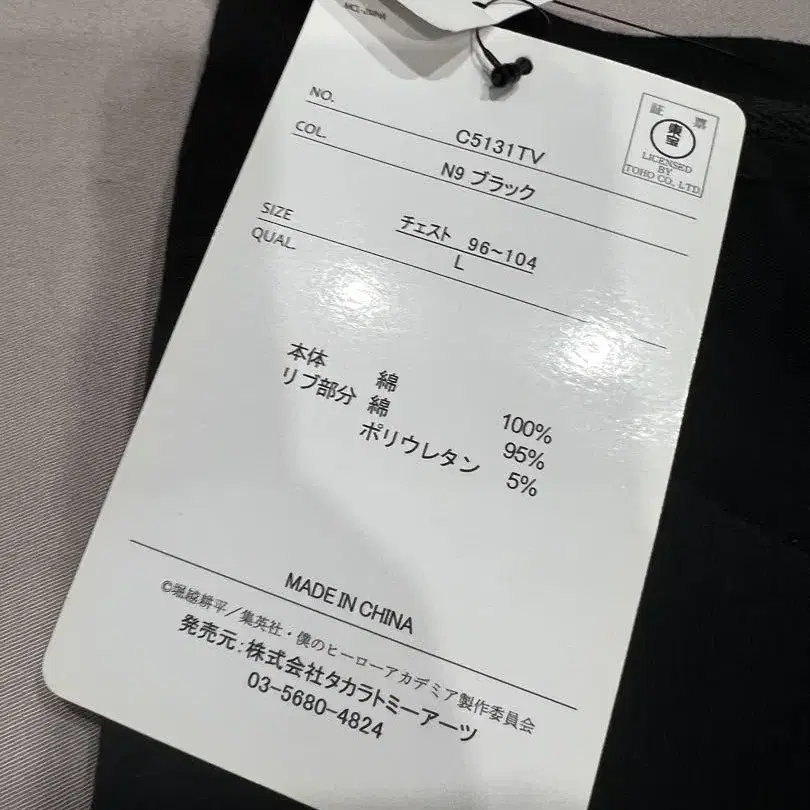 NO.
C5131TV
COL.
N9 ブラック
証 票
東宝
LICENSED
BY
TOHO CO., LTD.
SIZE
チェスト 96~104
L
QUAL.
本体 綿 100%
リブ部分 綿 95%
ポリウレタン 5%
MADE IN CHINA
©堀越耕平/集英社・僕のヒーローアカデミア製作委員会
発売元:株式会社タカラトミーアーツ
03-5680-4824